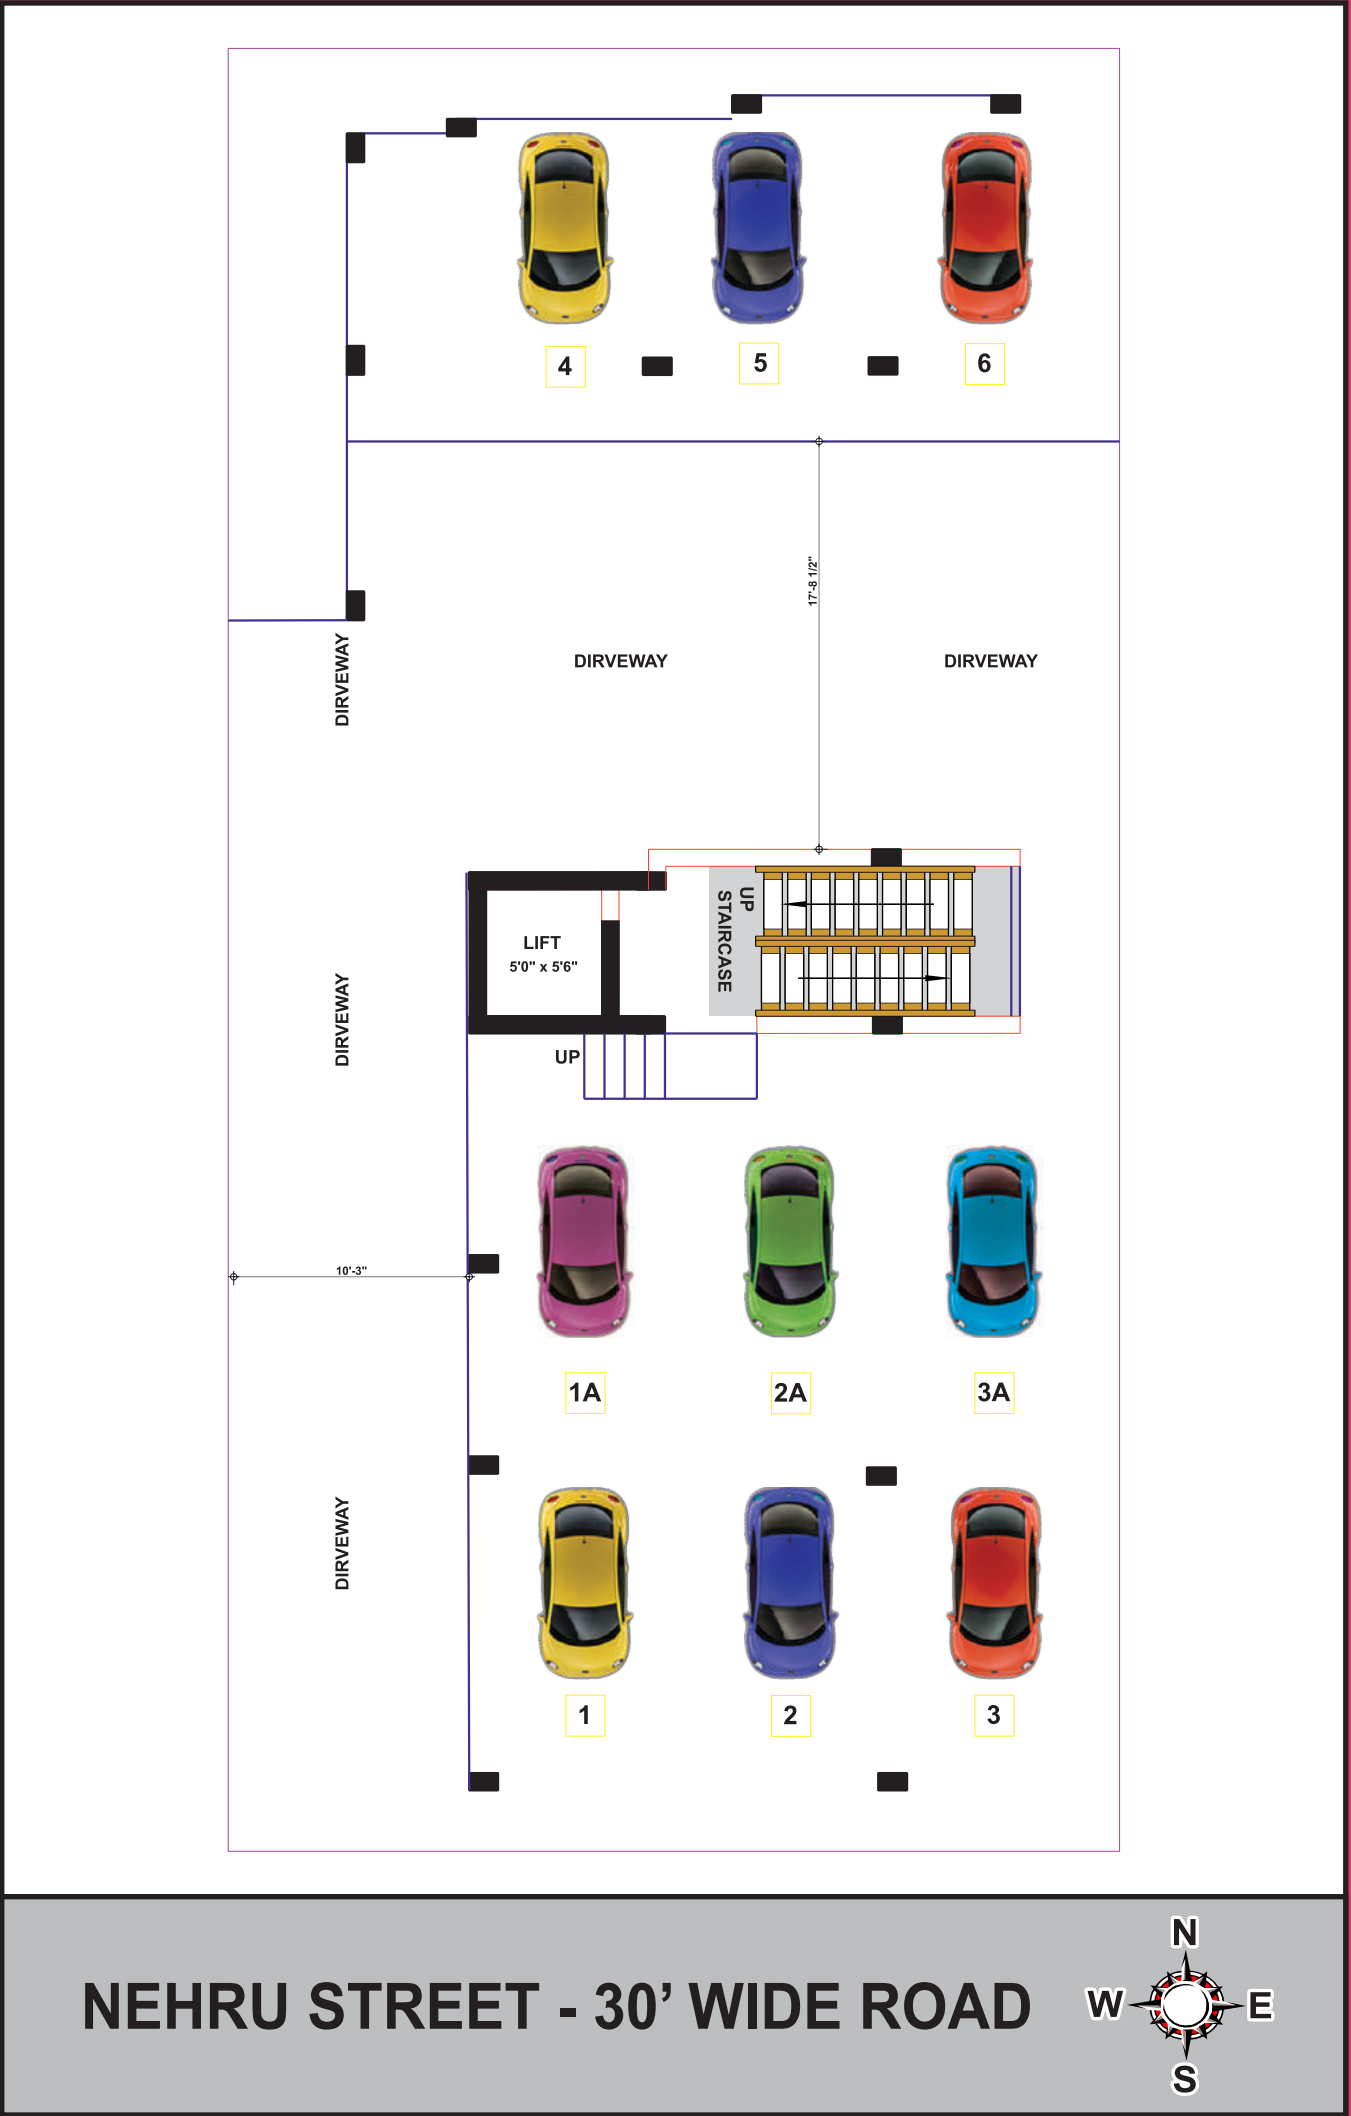 4
5
6
17'-8 1/2"
DIRVEWAY
DIRVEWAY
DIRVEWAY
UP
STAIRCASE
LIFT
5'0" x 5'6"
DIRVEWAY
UP
10'-3"
1A
2A
3A
DIRVEWAY
1
2
3
NEHRU STREET - 30’ WIDE ROAD
N
W
E
S